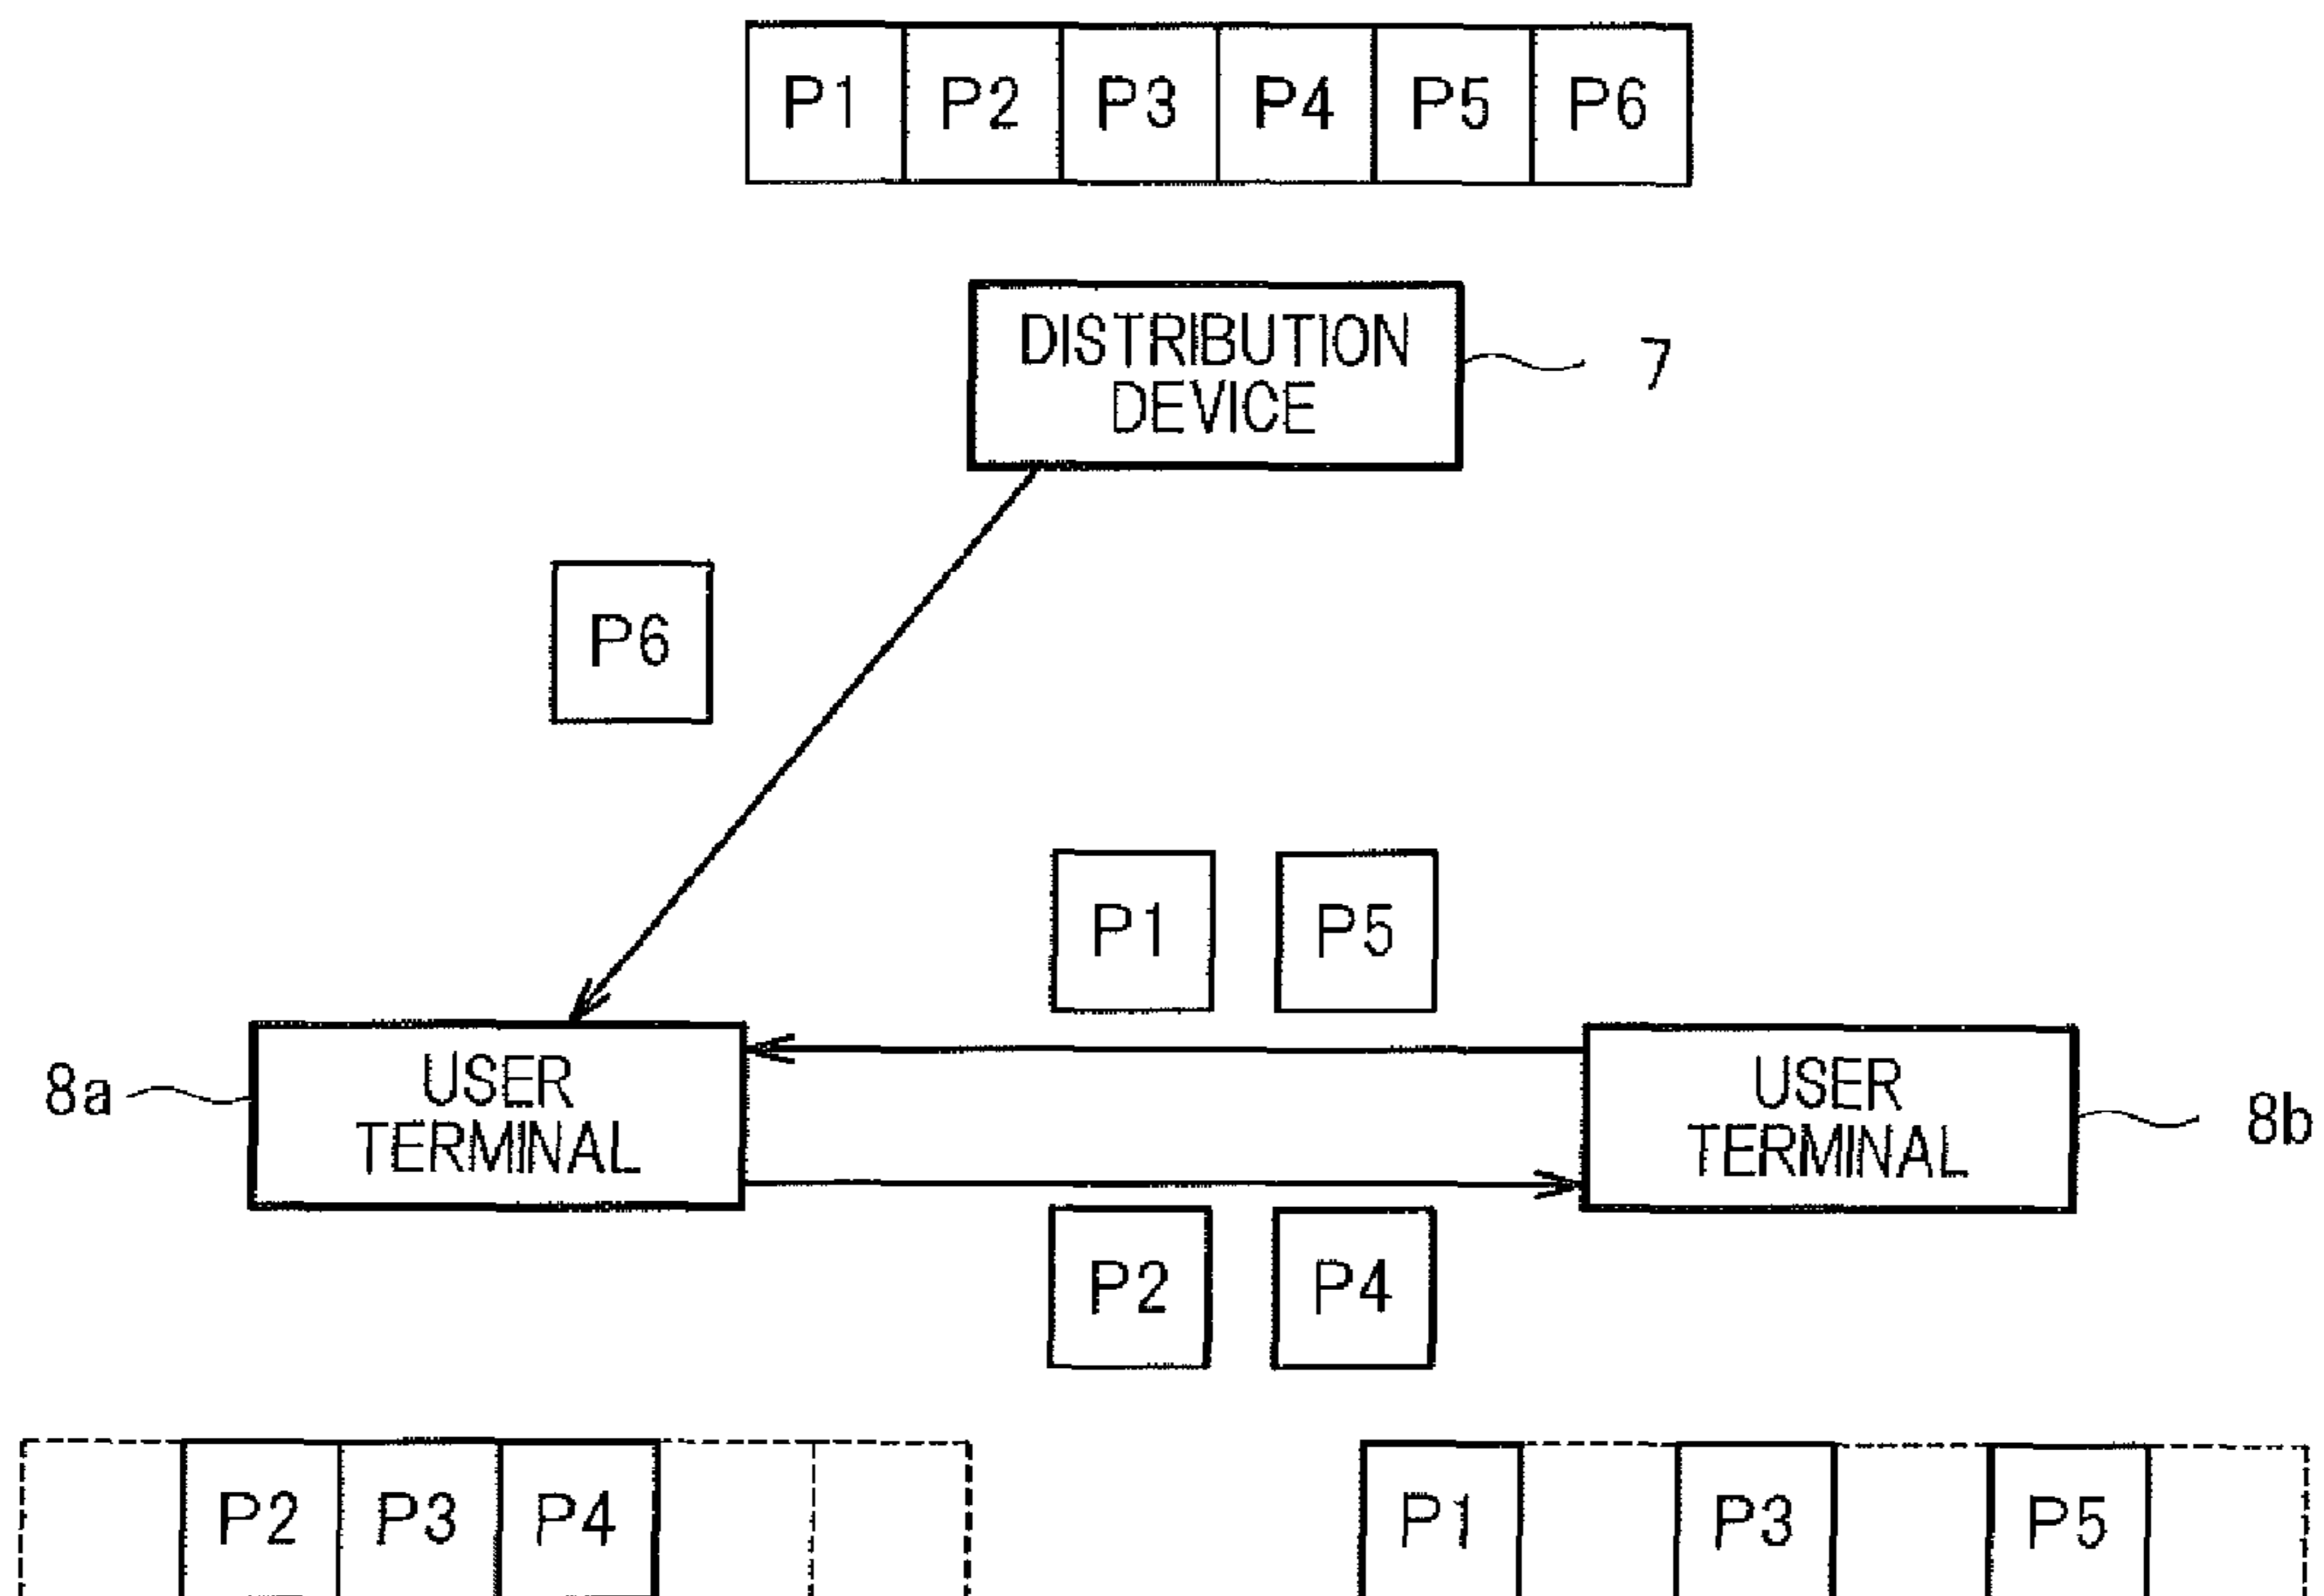 P1 P2 P3 P4 P5 P6
DISTRIBUTION
DEVICE
7
P6
P1 P5
8a
USER
TERMINAL
USER
TERMINAL
8b
P2 P4
P2 P3 P4
P1 P3 P5